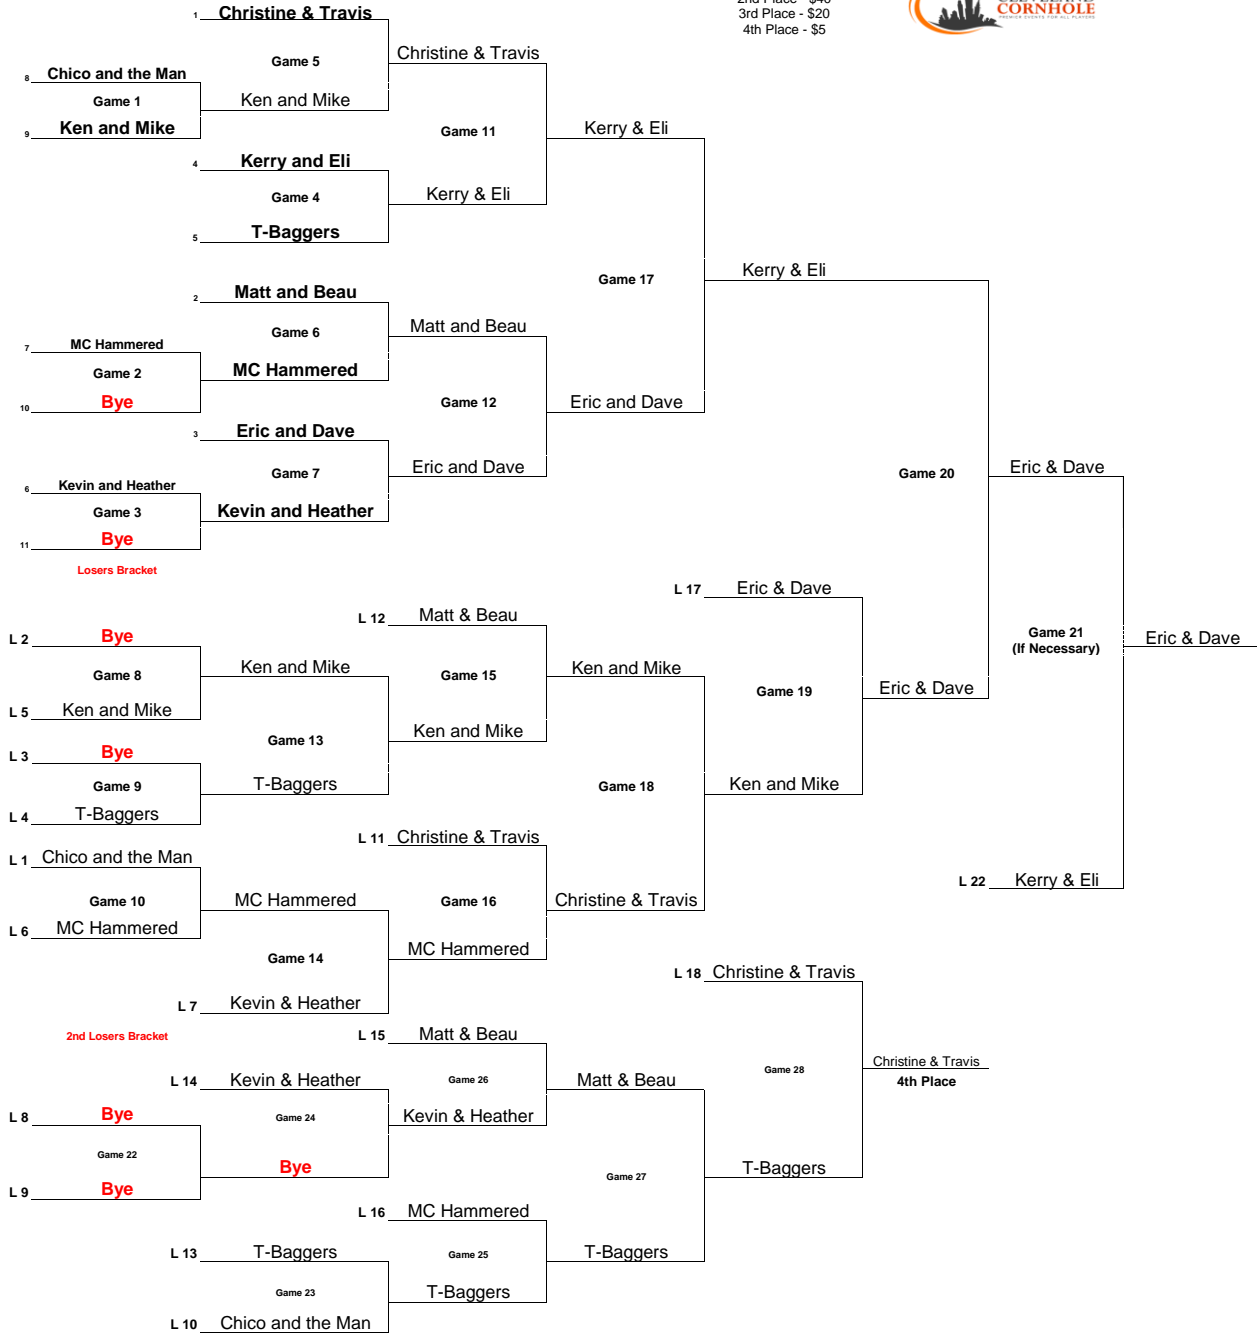 2nd Place - $40
3rd Place - $20
4th Place - $5
CLEVELAND
CORNHOLE
PREMIER EVENTS FOR ALL PLAYERS
1 Christine & Travis
Game 5
Christine & Travis
8 Chico and the Man
Game 1
Ken and Mike
9 Ken and Mike
Game 11
Kerry & Eli
4 Kerry and Eli
Game 4
Kerry & Eli
5 T-Baggers
Game 17
Kerry & Eli
2 Matt and Beau
Game 6
Matt and Beau
7 MC Hammered
Game 2
MC Hammered
10 Bye
Game 12
Eric and Dave
3 Eric and Dave
Game 7
Eric and Dave
6 Kevin and Heather
Game 3
Kevin and Heather
11 Bye
Game 20
Eric & Dave
Losers Bracket
L 17 Eric & Dave
L 12 Matt & Beau
L 2 Bye
Game 8
Ken and Mike
L 5 Ken and Mike
Game 15
Ken and Mike
Game 19
Eric & Dave
Game 21
(If Necessary)
Eric & Dave
L 3 Bye
Game 13
Ken and Mike
Game 9
T-Baggers
L 4 T-Baggers
Game 18
Ken and Mike
L 11 Christine & Travis
L 1 Chico and the Man
Game 10
MC Hammered
L 6 MC Hammered
Game 16
Christine & Travis
L 22 Kerry & Eli
Game 14
MC Hammered
L 7 Kevin & Heather
L 18 Christine & Travis
2nd Losers Bracket
L 15 Matt & Beau
L 14 Kevin & Heather
Game 26
Matt & Beau
Game 28
Christine & Travis
4th Place
L 8 Bye
Game 24
Kevin & Heather
Game 22
Bye
L 9 Bye
Game 27
T-Baggers
L 16 MC Hammered
L 13 T-Baggers
Game 25
T-Baggers
Game 23
T-Baggers
L 10 Chico and the Man